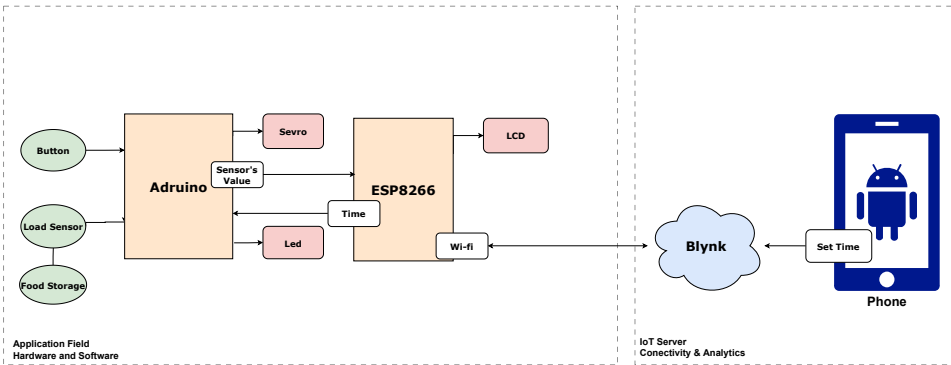 Button
Load Sensor
Food Storage
Adruino
Sevro
Sensor's
Value
Time
Led
ESP8266
LCD
Wi-fi
Blynk
Set Time
Phone
Application Field
Hardware and Software
IoT Server
Conectivity & Analytics